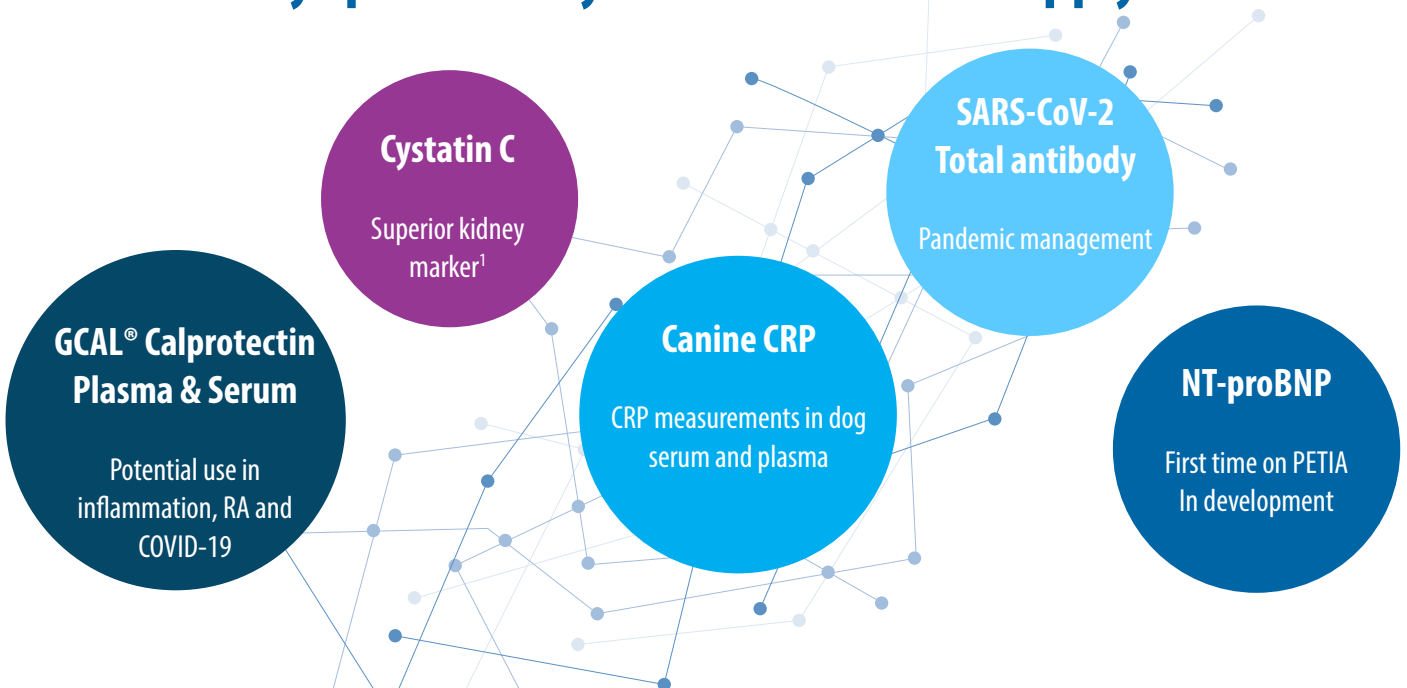 Cystatin C
Superior kidney
marker¹
SARS-CoV-2
Total antibody
Pandemic management
GCAL® Calprotectin
Plasma & Serum
Potential use in
inflammation, RA and
COVID-19
Canine CRP
CRP measurements in dog
serum and plasma
NT-proBNP
First time on PETIA
In development